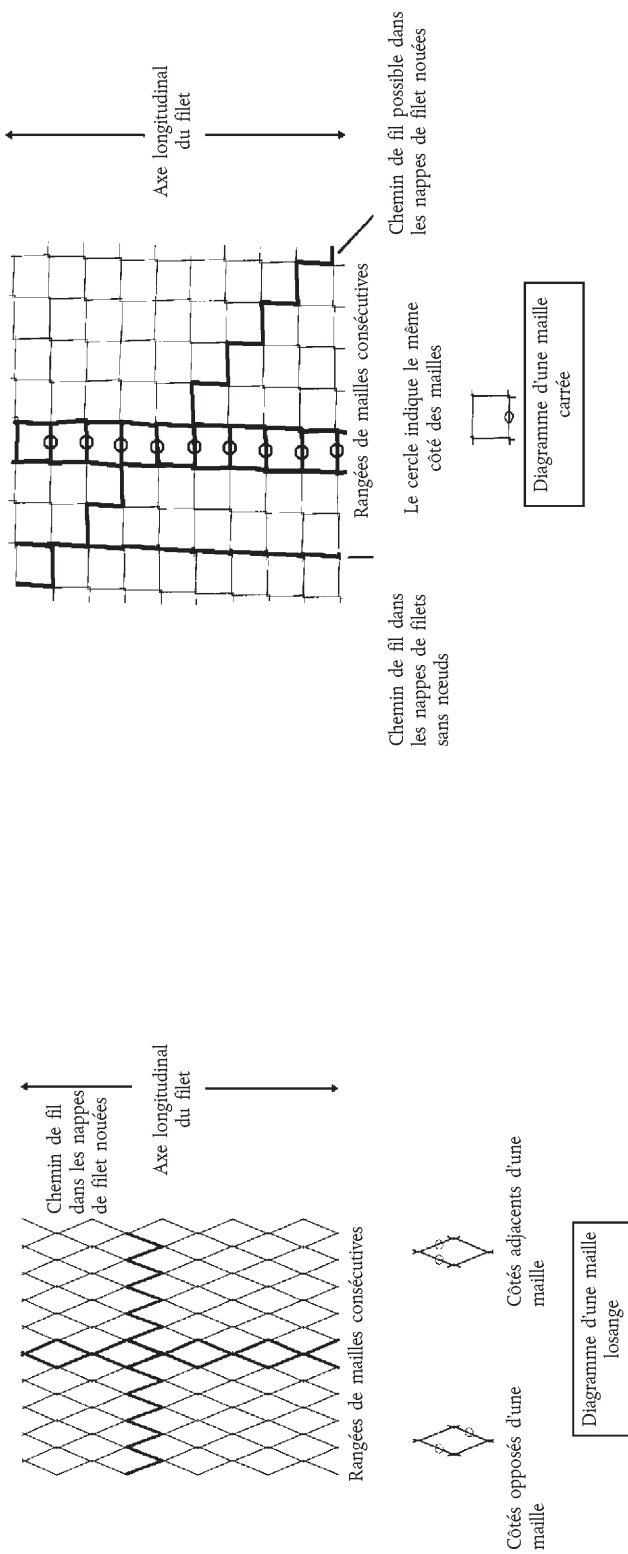 Chemin de fil
dans les nappes
de filet nouées
Axe longitudinal
du filet
Rangées de mailles consécutives
Côtés opposés d'une
maille
Côtés adjacents d'une
maille
Diagramme d'une maille
losange
Axe longitudinal
du filet
Chemin de fil dans
les nappes de filets
sans nœuds
Rangées de mailles consécutives
Le cercle indique le même
côté des mailles
Chemin de fil possible dans
les nappes de filet nouées
Diagramme d'une maille
carrée